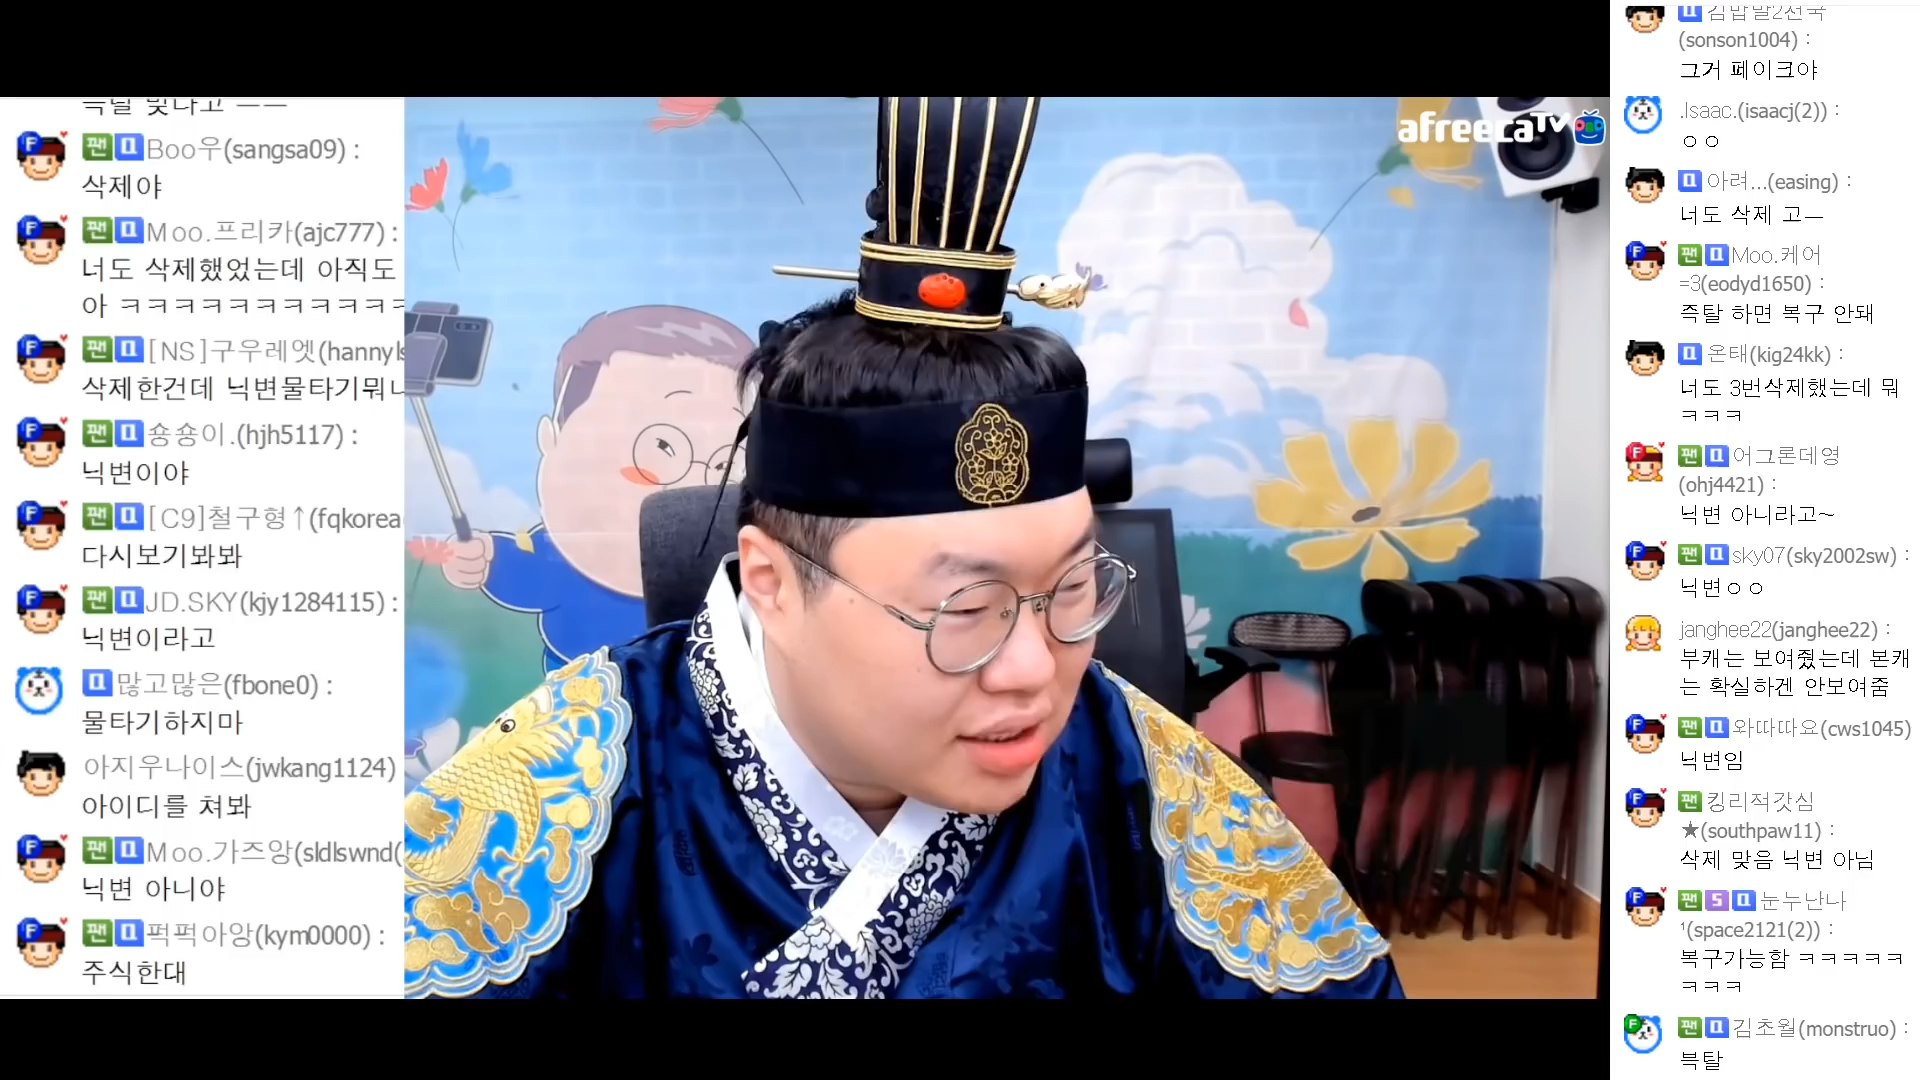 Boo우(sangsa09) :
삭제야
Moo.프리카(ajc777) :
너도 삭제했었는데 아직도
아 ㅋㅋㅋㅋㅋㅋㅋㅋㅋㅋㅋ
[NS]구우레엣(hannyls
삭제한건데 닉변물타기뭐니
숑숑이.(hjh5117) :
닉변이야
[C9]철구형↑(fqkorea
다시보기봐봐
JD.SKY(kjy1284115) :
닉변이라고
많고많은(fbone0) :
물타기하지마
아지우나이스(jwkang1124)
아이디를 쳐봐
Moo.가즈앙(sldlswnd(
닉변 아니야
퍽퍽아앙(kym0000) :
주식한대
afreecaTV
(sonson1004) :
그거 페이크야
.Isaac.(isaacj(2)) :
ㅇㅇ
아려...(easing) :
너도 삭제 고ㅡ
Moo.케어
=3(eodyd1650) :
즉탈 하면 복구 안돼
온태(kig24kk) :
너도 3번삭제했는데 뭐
ㅋㅋㅋ
어그론데영
(ohj4421) :
닉변 아니라고~
sky07(sky2002sw) :
닉변ㅇㅇ
janghee22(janghee22) :
부캐는 보여줬는데 본캐
는 확실하겐 안보여줌
와따따요(cws1045)
닉변임
킹리적갓심
★(southpaw11) :
삭제 맞음 닉변 아님
눈누난나
¹(space2121(2)) :
복구가능함 ㅋㅋㅋㅋㅋ
ㅋㅋㅋ
김초월(monstruo) :
븍탈